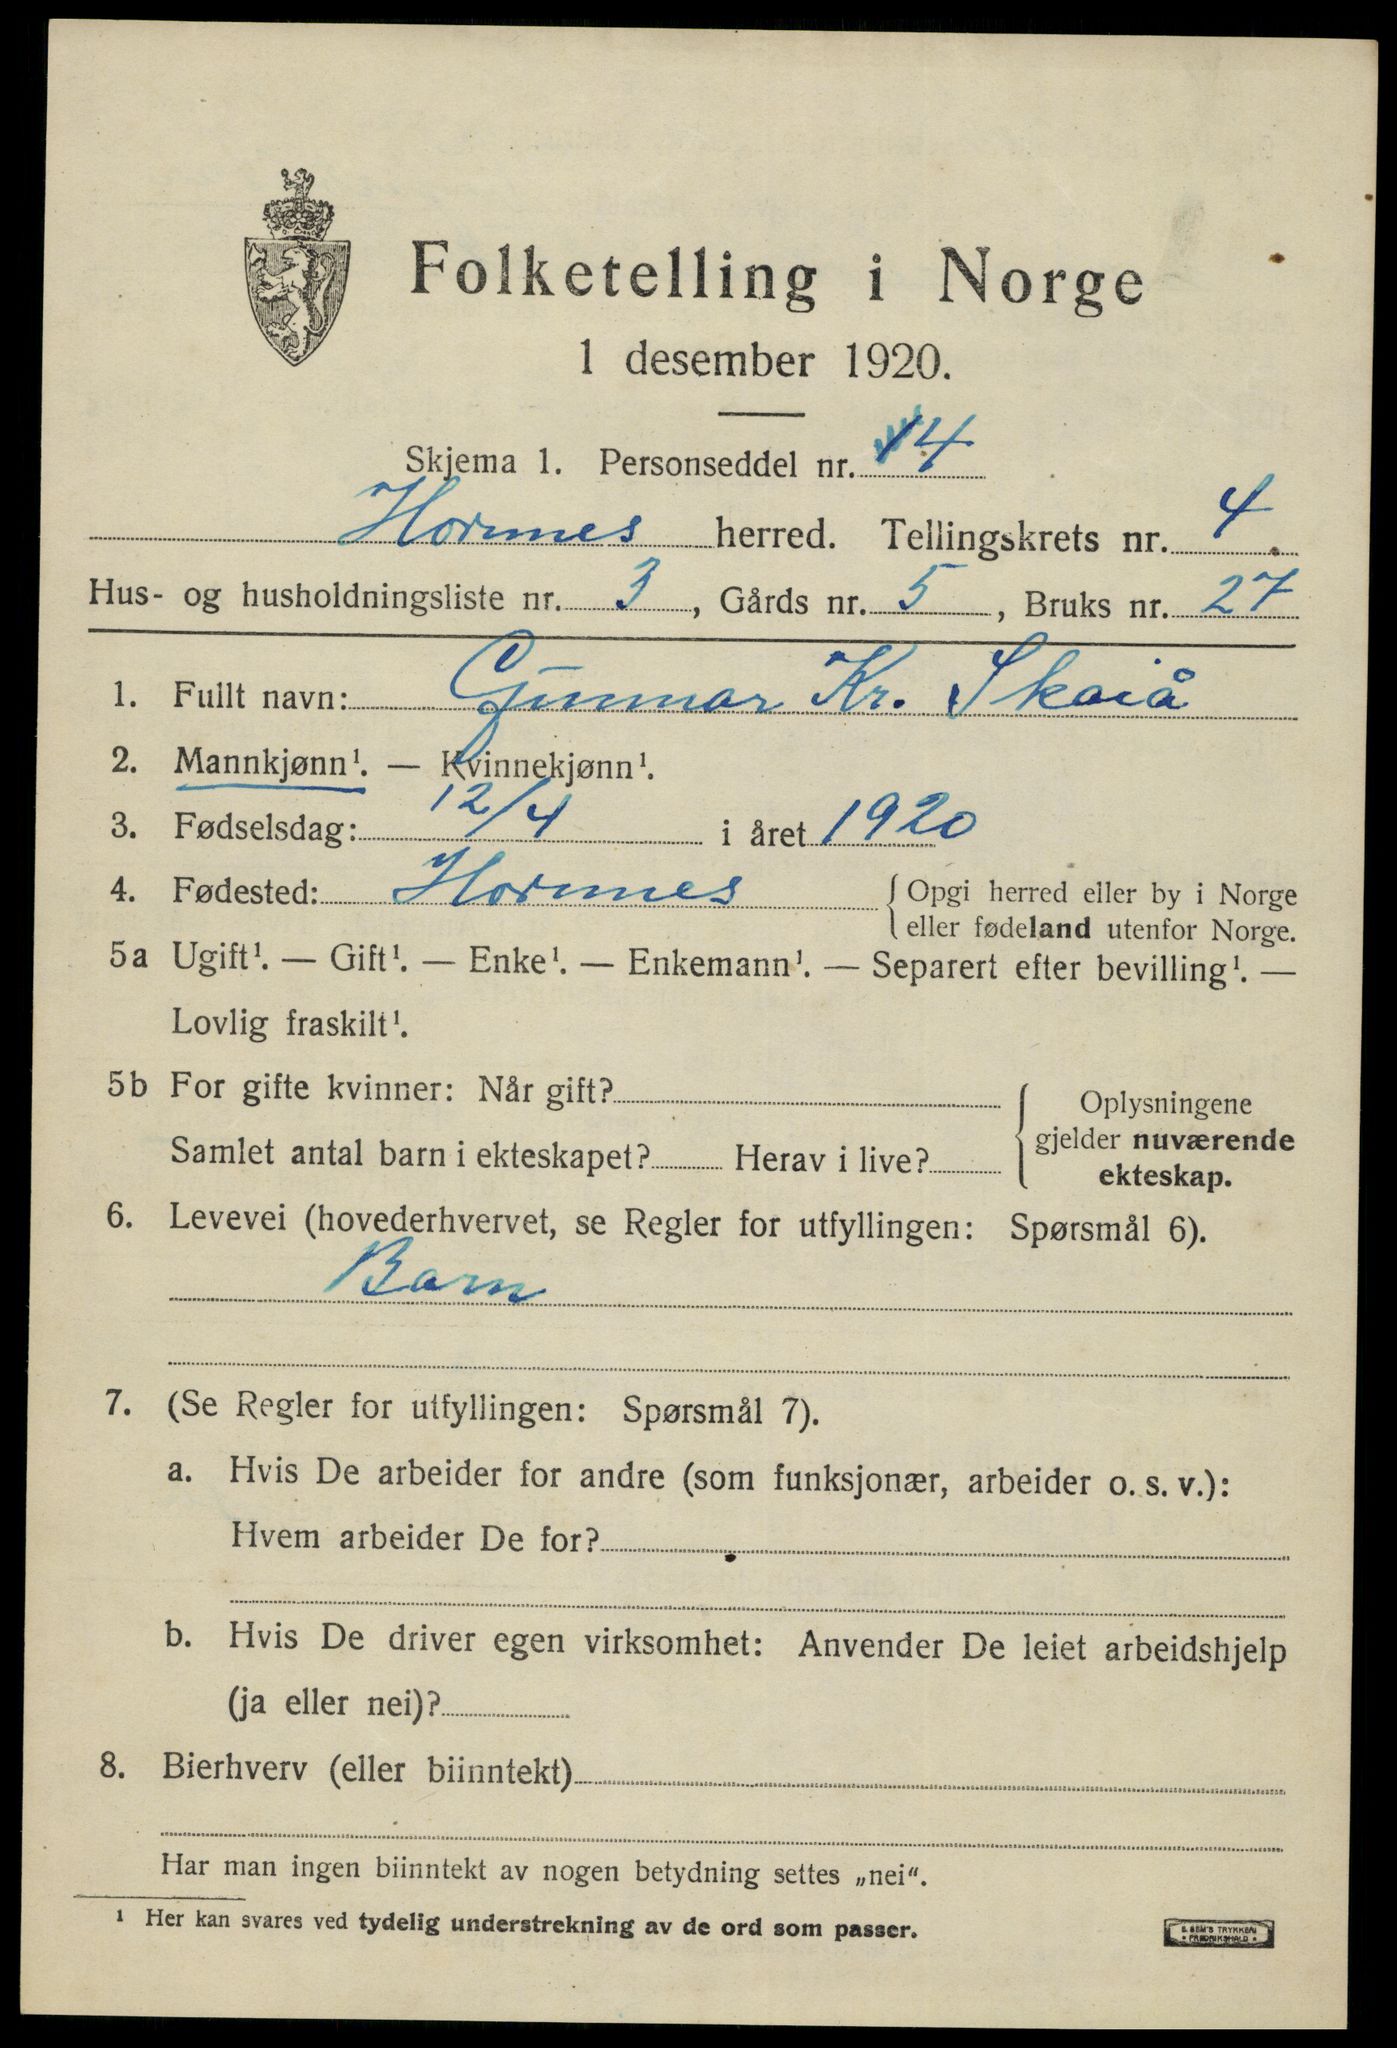 Folketelling i Norge
1 desember 1920.
Skjema 1. Personseddel nr. 4
Hornnes herred. Tellingskrets nr. 4
Hus- og husholdningsliste nr. 3, Gårds nr. 5, Bruks nr. 27
1. Fullt navn: Gunnar Kr. Skaiå
2. Mannkjønn¹. — Kvinnekjønn¹.
3. Fødselsdag: 12/4 i året 1920
4. Fødested: Hornnes {Opgi herred eller by i Norge
eller fødeland utenfor Norge.
5a Ugift¹. — Gift¹. — Enke¹. — Enkemann¹. — Separert efter bevilling¹. —
Lovlig fraskilt¹.
5b For gifte kvinner: Når gift?
Samlet antal barn i ekteskapet? Herav i live?
Oplysningene
gjelder nuværende
ekteskap.
6. Levevei (hovederhvervet, se Regler for utfyllingen: Spørsmål 6).
Barn
7. (Se Regler for utfyllingen: Spørsmål 7).
a. Hvis De arbeider for andre (som funksjonær, arbeider o. s. v.):
Hvem arbeider De for?
b. Hvis De driver egen virksomhet: Anvender De leiet arbeidshjelp
(ja eller nei)?
8. Bierhverv (eller biinntekt)
Har man ingen biinntekt av nogen betydning settes „nei“.
¹ Her kan svares ved tydelig understrekning av de ord som passer.
E. SEM'S TRYKKERI
• FREDRIKSHALD •